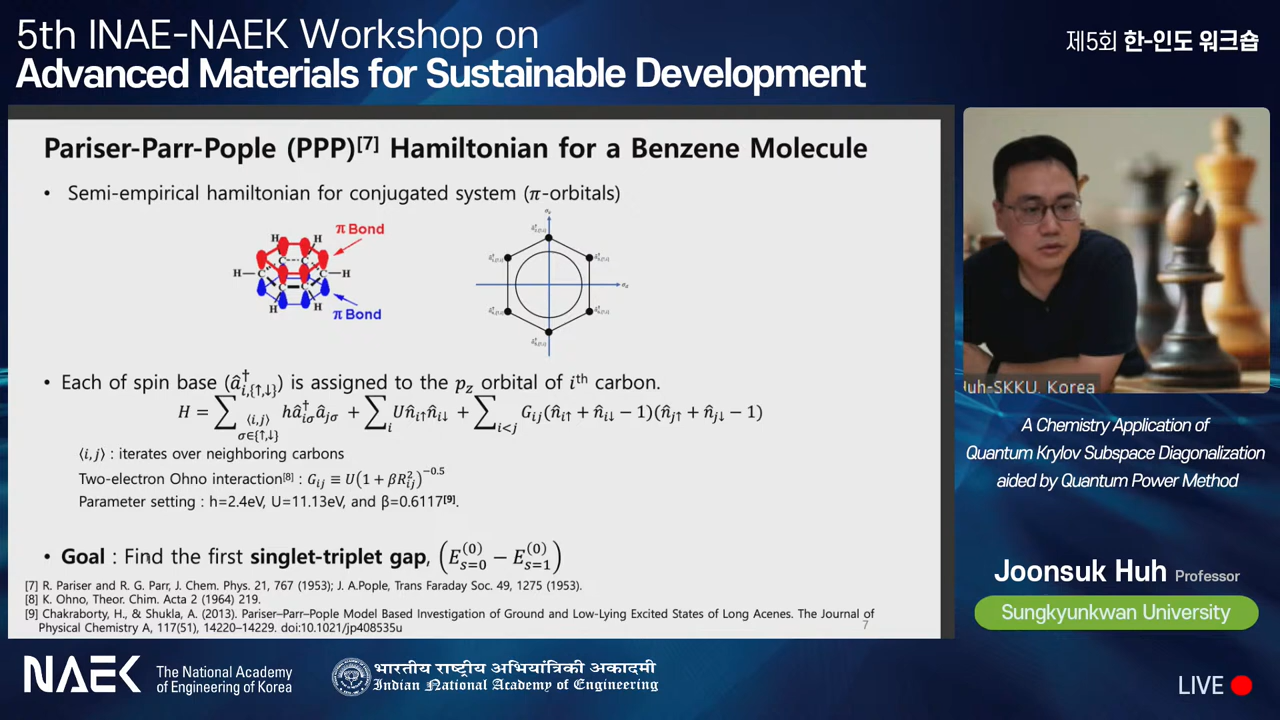 5th INAE-NAEK Workshop on
Advanced Materials for Sustainable Development
제5회 한-인도 워크숍
Pariser-Parr-Pople (PPP)[7] Hamiltonian for a Benzene Molecule
• Semi-empirical hamiltonian for conjugated system (π-orbitals)
π Bond
π Bond
H H
C C
H C C H
C C
H H
• Each of spin base (â†i,{↑,↓}) is assigned to the pz orbital of ith carbon.
H = ∑⟨i,j⟩ σ∈{↑,↓} hâ†iσâjσ + ∑i Un̂i↑n̂i↓ + ∑i<j Gij(n̂i↑ + n̂i↓ − 1)(n̂j↑ + n̂j↓ − 1)
⟨i,j⟩ : iterates over neighboring carbons
Two-electron Ohno interaction[8] : Gij ≡ U(1 + βR²ij)^−0.5
Parameter setting : h=2.4eV, U=11.13eV, and β=0.6117[9].
• Goal : Find the first singlet-triplet gap, (E(0)s=0 − E(0)s=1)
[7] R. Pariser and R. G. Parr, J. Chem. Phys. 21, 767 (1953); J. A.Pople, Trans Faraday Soc. 49, 1275 (1953).
[8] K. Ohno, Theor. Chim. Acta 2 (1964) 219.
[9] Chakraborty, H., & Shukla, A. (2013). Pariser–Parr–Pople Model Based Investigation of Ground and Low-Lying Excited States of Long Acenes. The Journal of
Physical Chemistry A, 117(51), 14220–14229. doi:10.1021/jp408535u
7
Huh-SKKU, Korea
A Chemistry Application of
Quantum Krylov Subspace Diagonalization
aided by Quantum Power Method
Joonsuk Huh Professor
Sungkyunkwan University
NAEK
The National Academy
of Engineering of Korea
भारतीय राष्ट्रीय अभियांत्रिकी अकादमी
Indian National Academy of Engineering
LIVE